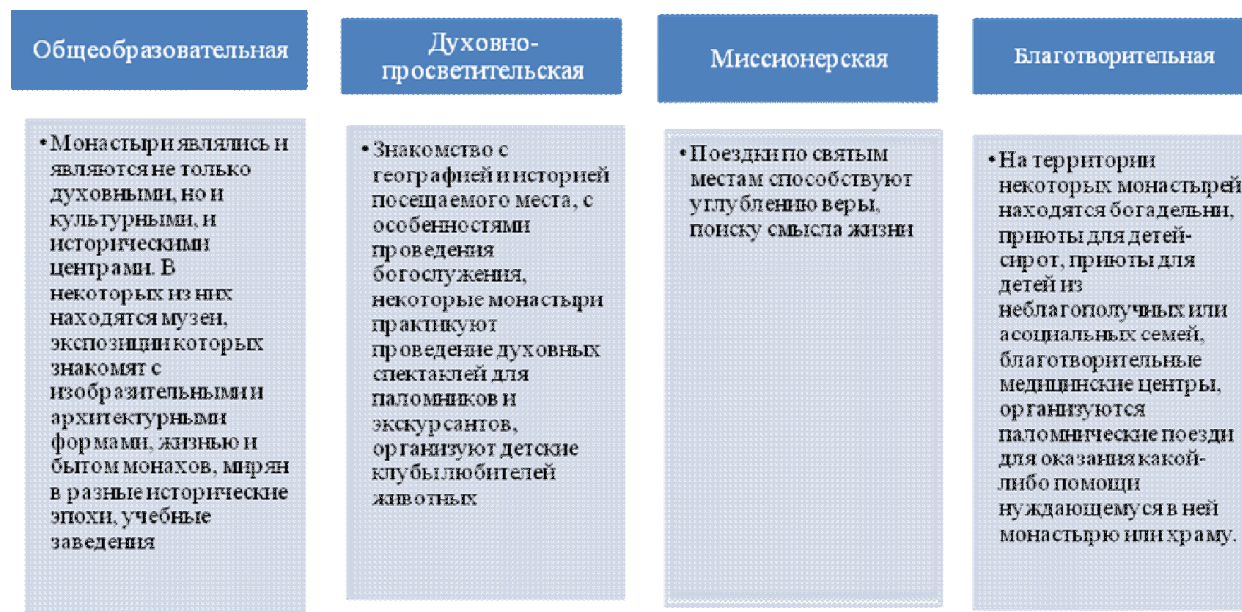 Общеобразовательная
• Монастыри являлись и
являются не только
духовными, но и
культурными, и
историческими
центрами. В
некоторых из них
находятся музеи,
экспозиции которых
знакомят с
изобразительными и
архитектурными
формами, жизнью и
бытом монахов, мирян
в разные исторические
эпохи, учебные
заведения
Духовно-
просветительская
• Знакомство с
географией и историей
посещаемого места, с
особенностями
проведения
богослужения,
некоторые монастыри
практикуют
проведение духовных
спектаклей для
паломников и
экскурсантов,
организуют детские
клубы любителей
животных
Миссионерская
• Поездки по святым
местам способствуют
углублению веры,
поиску смысла жизни
Благотворительная
• На территории
некоторых монастырей
находятся богадельни,
приюты для детей-
сирот, приюты для
детей из
неблагополучных или
асоциальных семей,
благотворительные
медицинские центры,
организуются
паломнические поезди
для оказания какой-
либо помощи
нуждающемуся в ней
монастырю или храму.